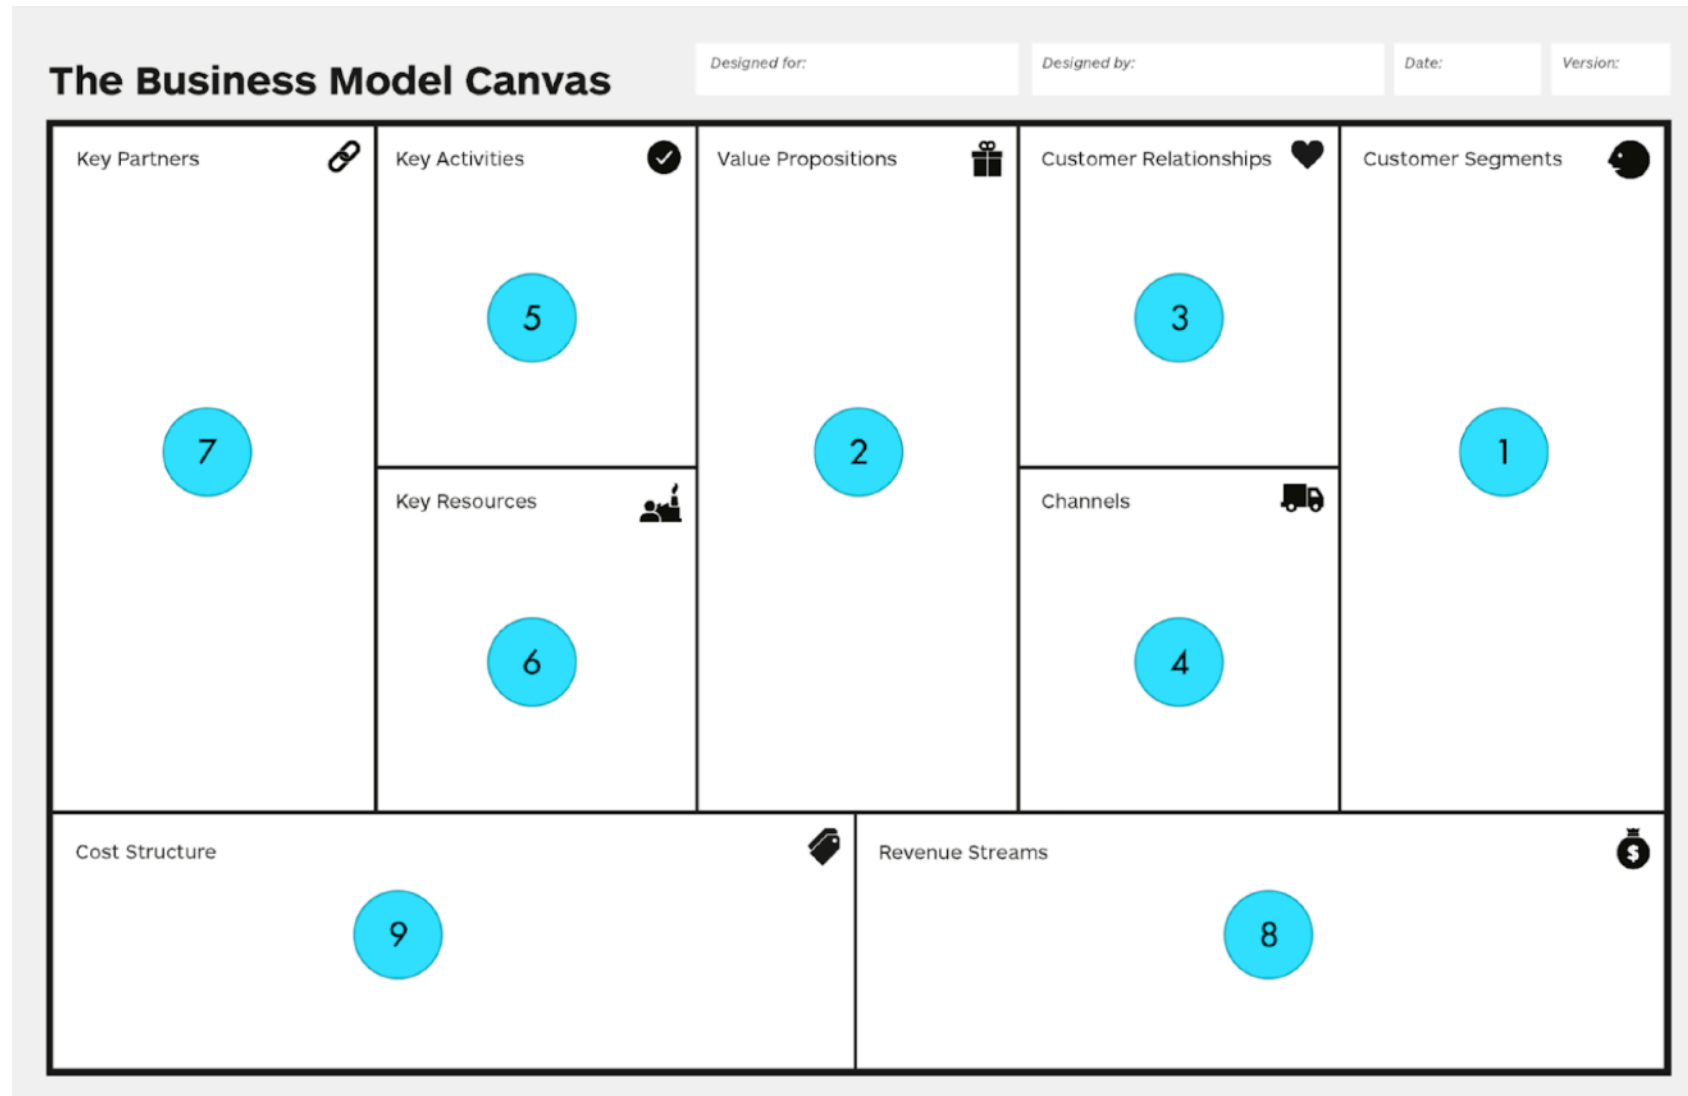 The Business Model Canvas
Designed for:
Designed by:
Date:
Version:
Key Partners
7
Key Activities
5
Key Resources
6
Value Propositions
2
Customer Relationships
3
Channels
4
Customer Segments
1
Cost Structure
9
Revenue Streams
$
8